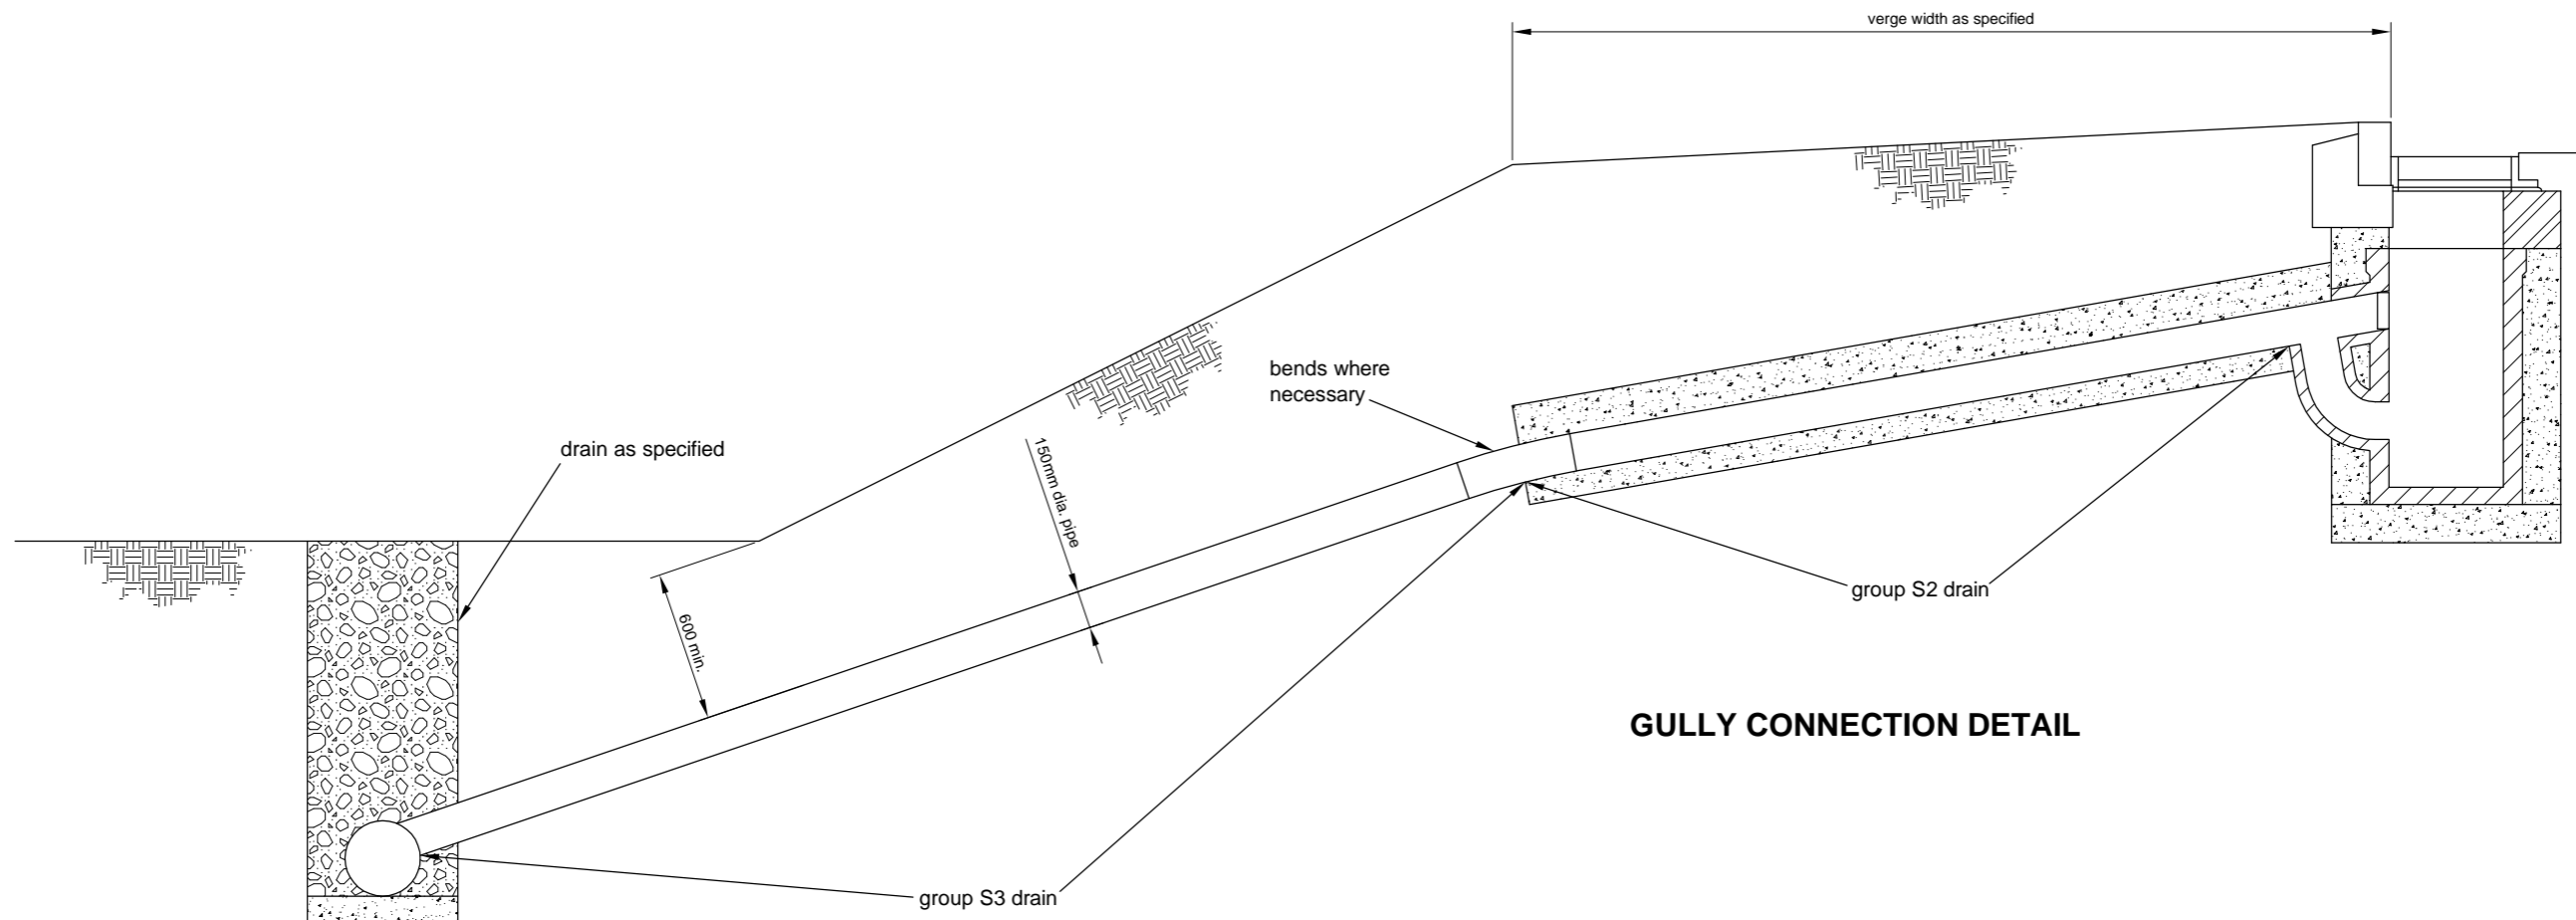 verge width as specified
bends where
necessary
drain as specified
150mm dia. pipe
600 min.
group S2 drain
GULLY CONNECTION DETAIL
group S3 drain